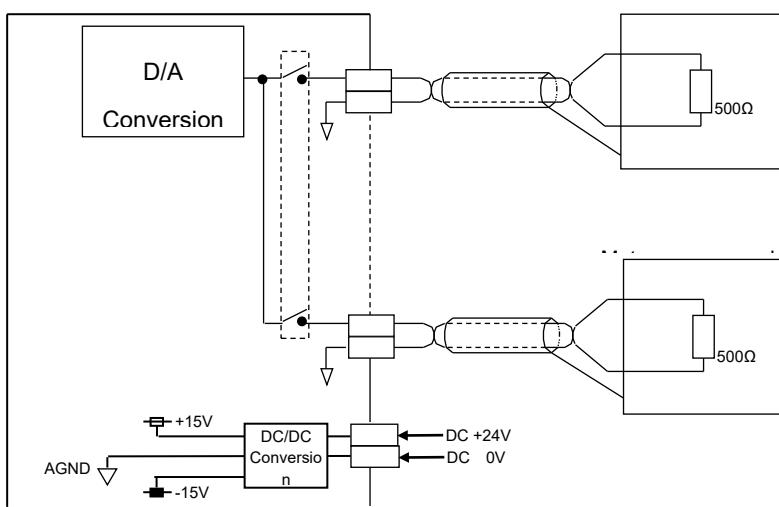 D/A
Conversion
500Ω
500Ω
+15V
DC/DC
Conversio
n
AGND
-15V
DC +24V
DC 0V